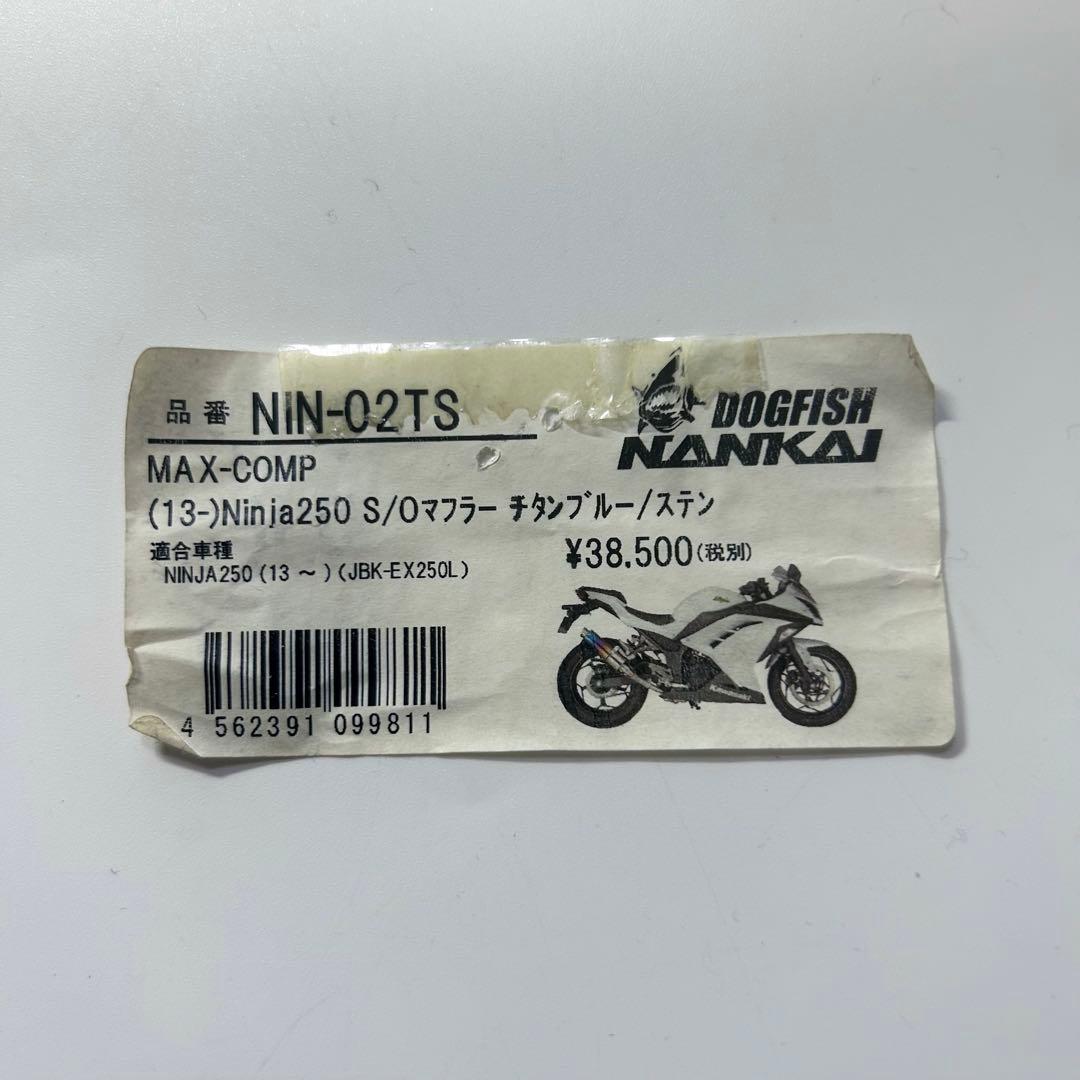 品番 NIN-02TS
DOGFISH
NANKAI
MAX-COMP
(13-)Ninja250 S/Oマフラー チタンブルー/ステン
適合車種
NINJA250(13 ～ )(JBK-EX250L)
¥38,500(税別)
Kawasaki
4 562391 099811